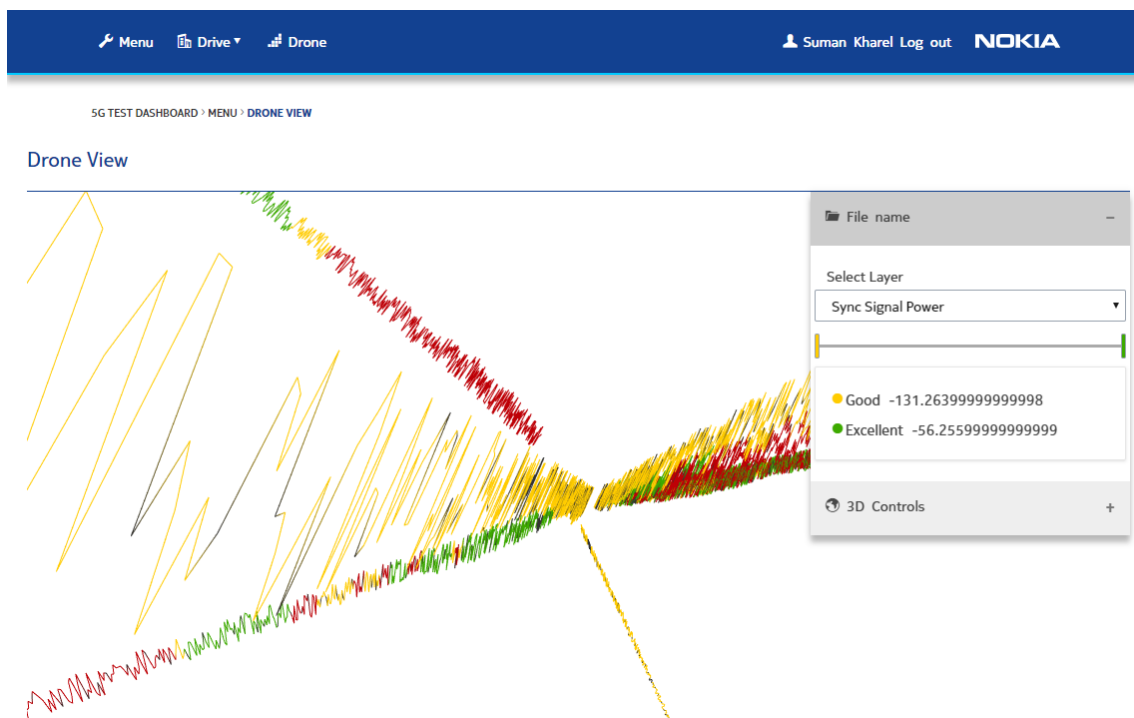 Menu Drive Drone Suman Kharel Log out NOKIA
5G TEST DASHBOARD > MENU > DRONE VIEW
Drone View
File name
Select Layer
Sync Signal Power
Good -131.26399999999998
Excellent -56.25599999999999
3D Controls